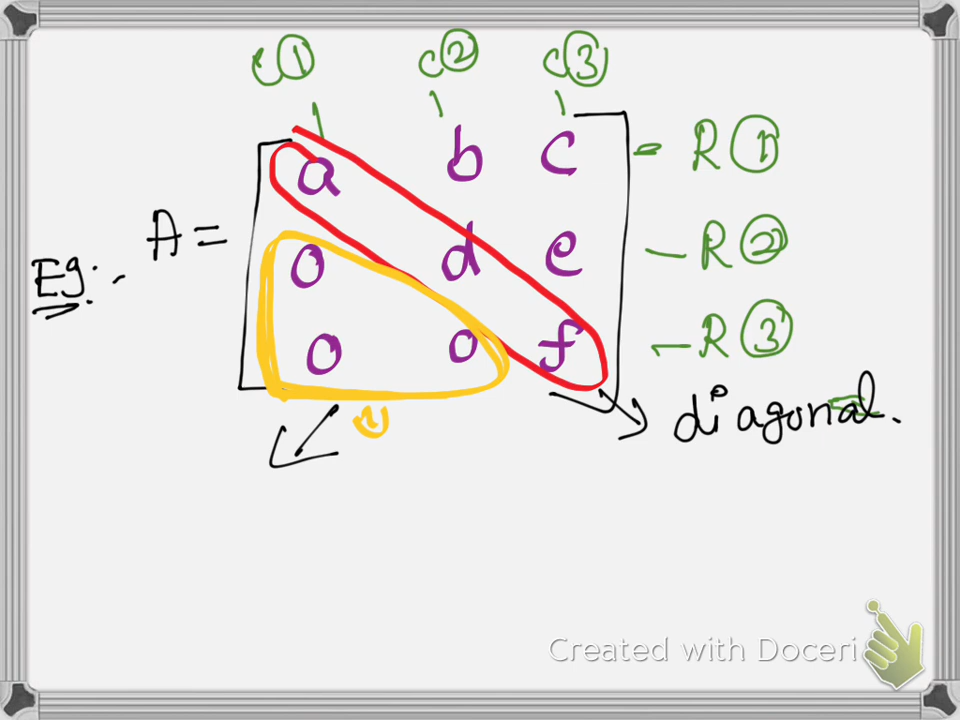 C① C② C③
a b c - R①
Eg:- A = 0 d e - R②
0 0 f - R③
diagonal.
Created with Doceri